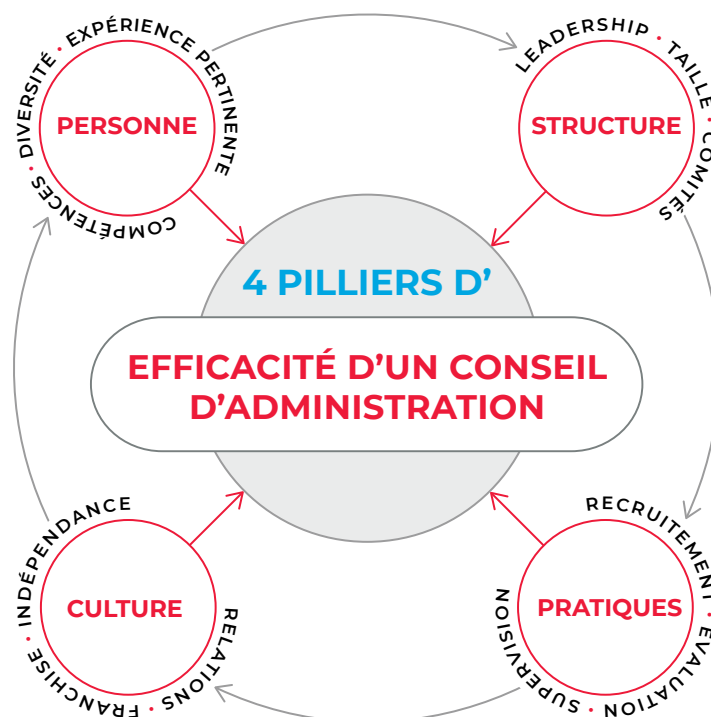 COMPÉTENCES · DIVERSITÉ · EXPÉRIENCE PERTINENTE
PERSONNE
LEADERSHIP · TAILLE · COMITÉS
STRUCTURE
4 PILLIERS D’
EFFICACITÉ D’UN CONSEIL
D’ADMINISTRATION
RELATIONS · FRANCHISE · INDÉPENDANCE
CULTURE
RECRUITEMENT · ÉVALUATION · SUPERVISION
PRATIQUES